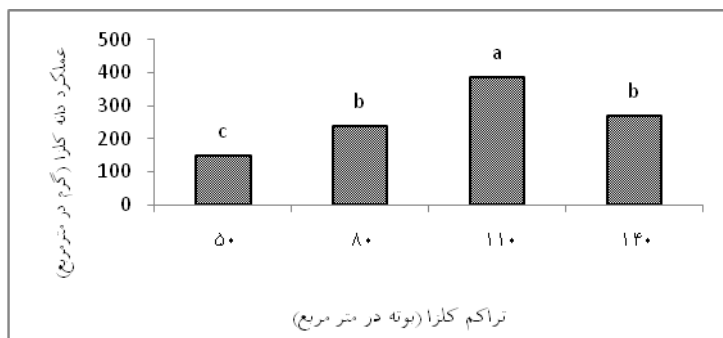 عملکرد دانه کلزا (گرم در مترمربع)
500
400
300
200
100
0
c
b
a
b
۵۰ ۸۰ ۱۱۰ ۱۴۰
تراکم کلزا (بوته در متر مربع)